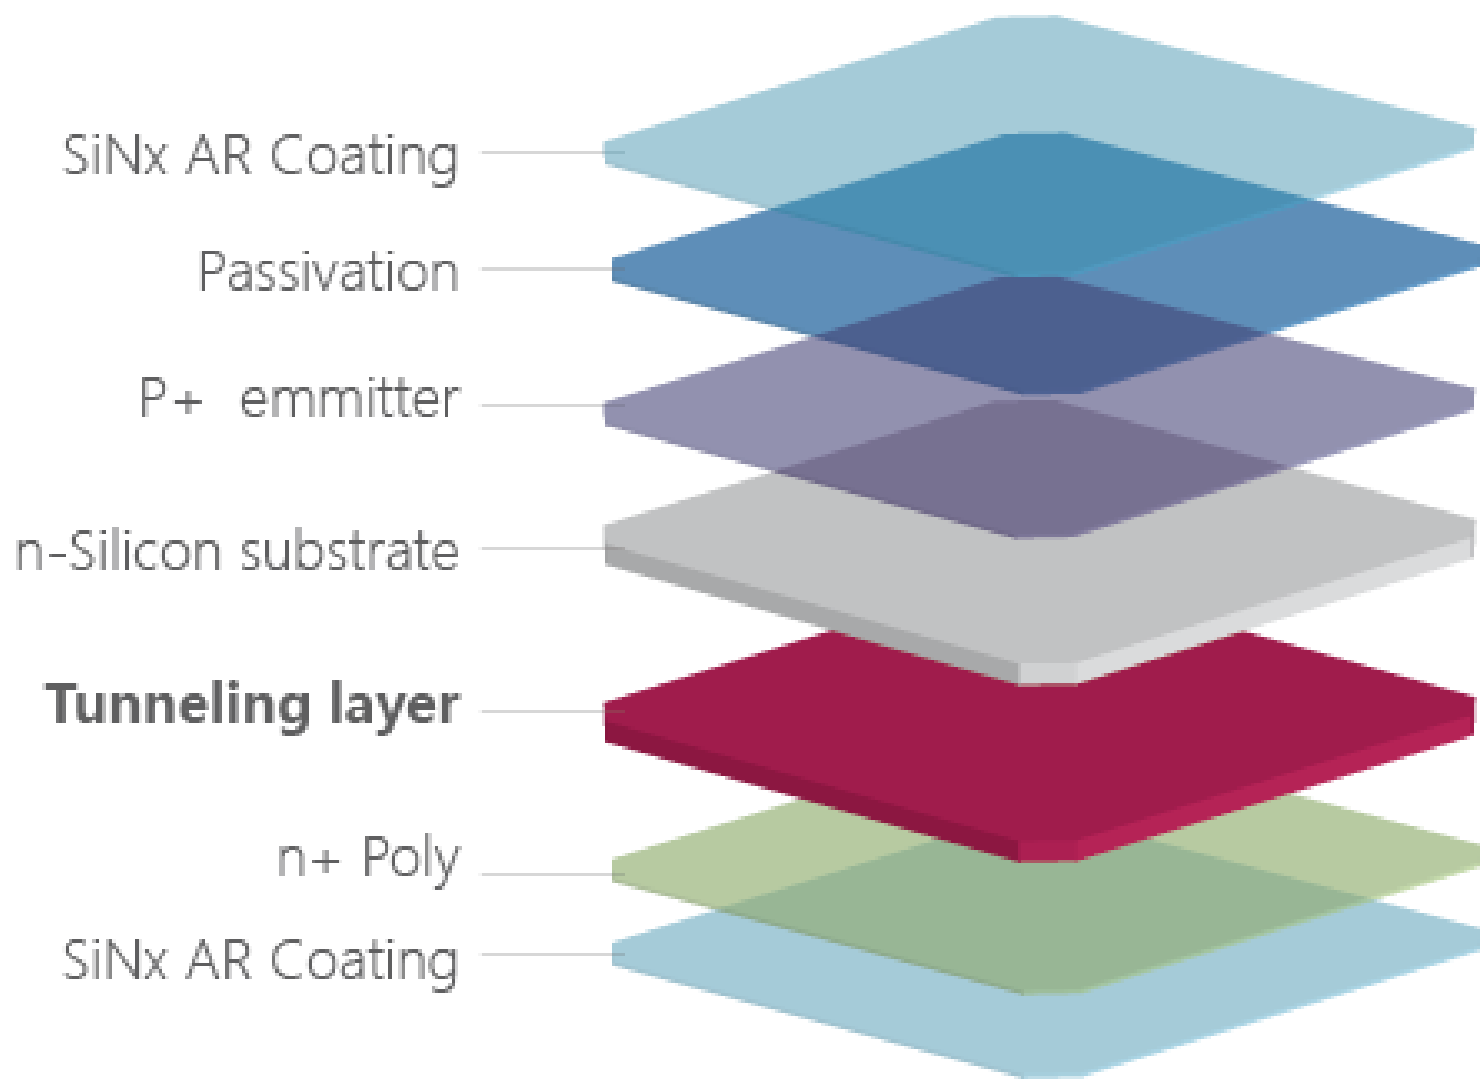 SiNx AR Coating
Passivation
P+ emmitter
n-Silicon substrate
Tunneling layer
n+ Poly
SiNx AR Coating